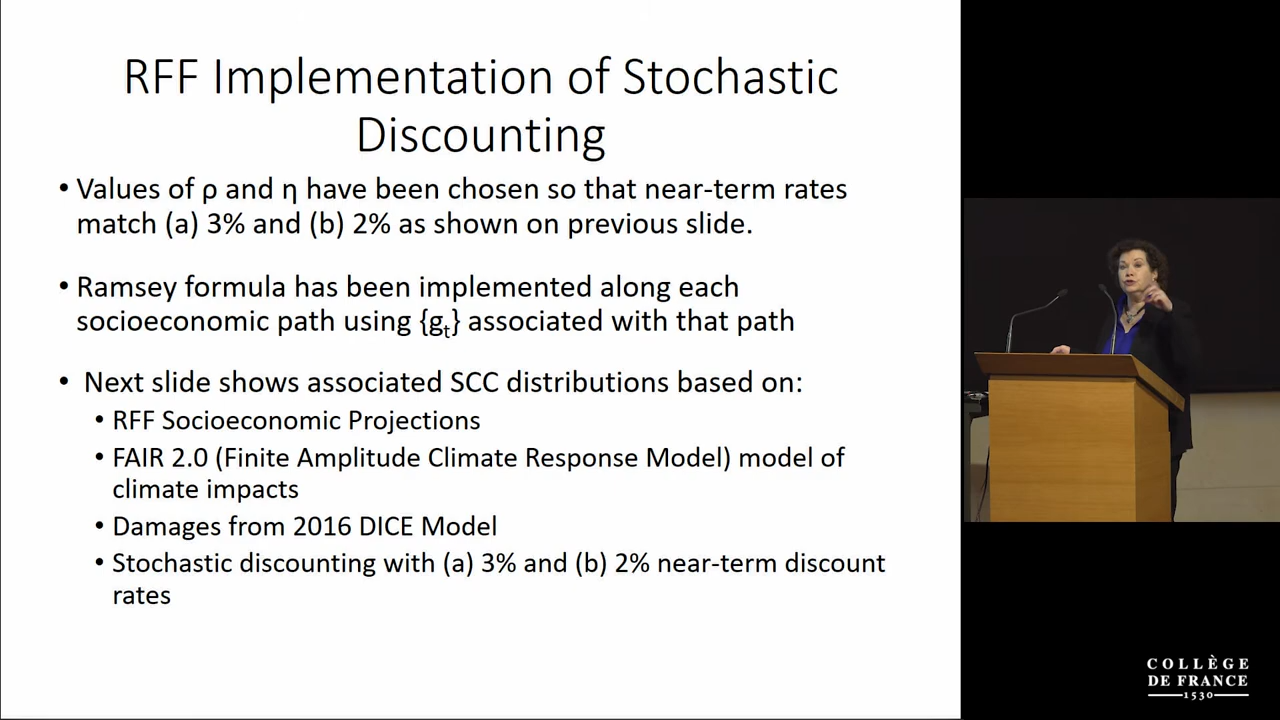 RFF Implementation of Stochastic
Discounting
• Values of ρ and η have been chosen so that near-term rates
match (a) 3% and (b) 2% as shown on previous slide.
• Ramsey formula has been implemented along each
socioeconomic path using {gt} associated with that path
• Next slide shows associated SCC distributions based on:
• RFF Socioeconomic Projections
• FAIR 2.0 (Finite Amplitude Climate Response Model) model of
climate impacts
• Damages from 2016 DICE Model
• Stochastic discounting with (a) 3% and (b) 2% near-term discount
rates
COLLÈGE
DE FRANCE
1530